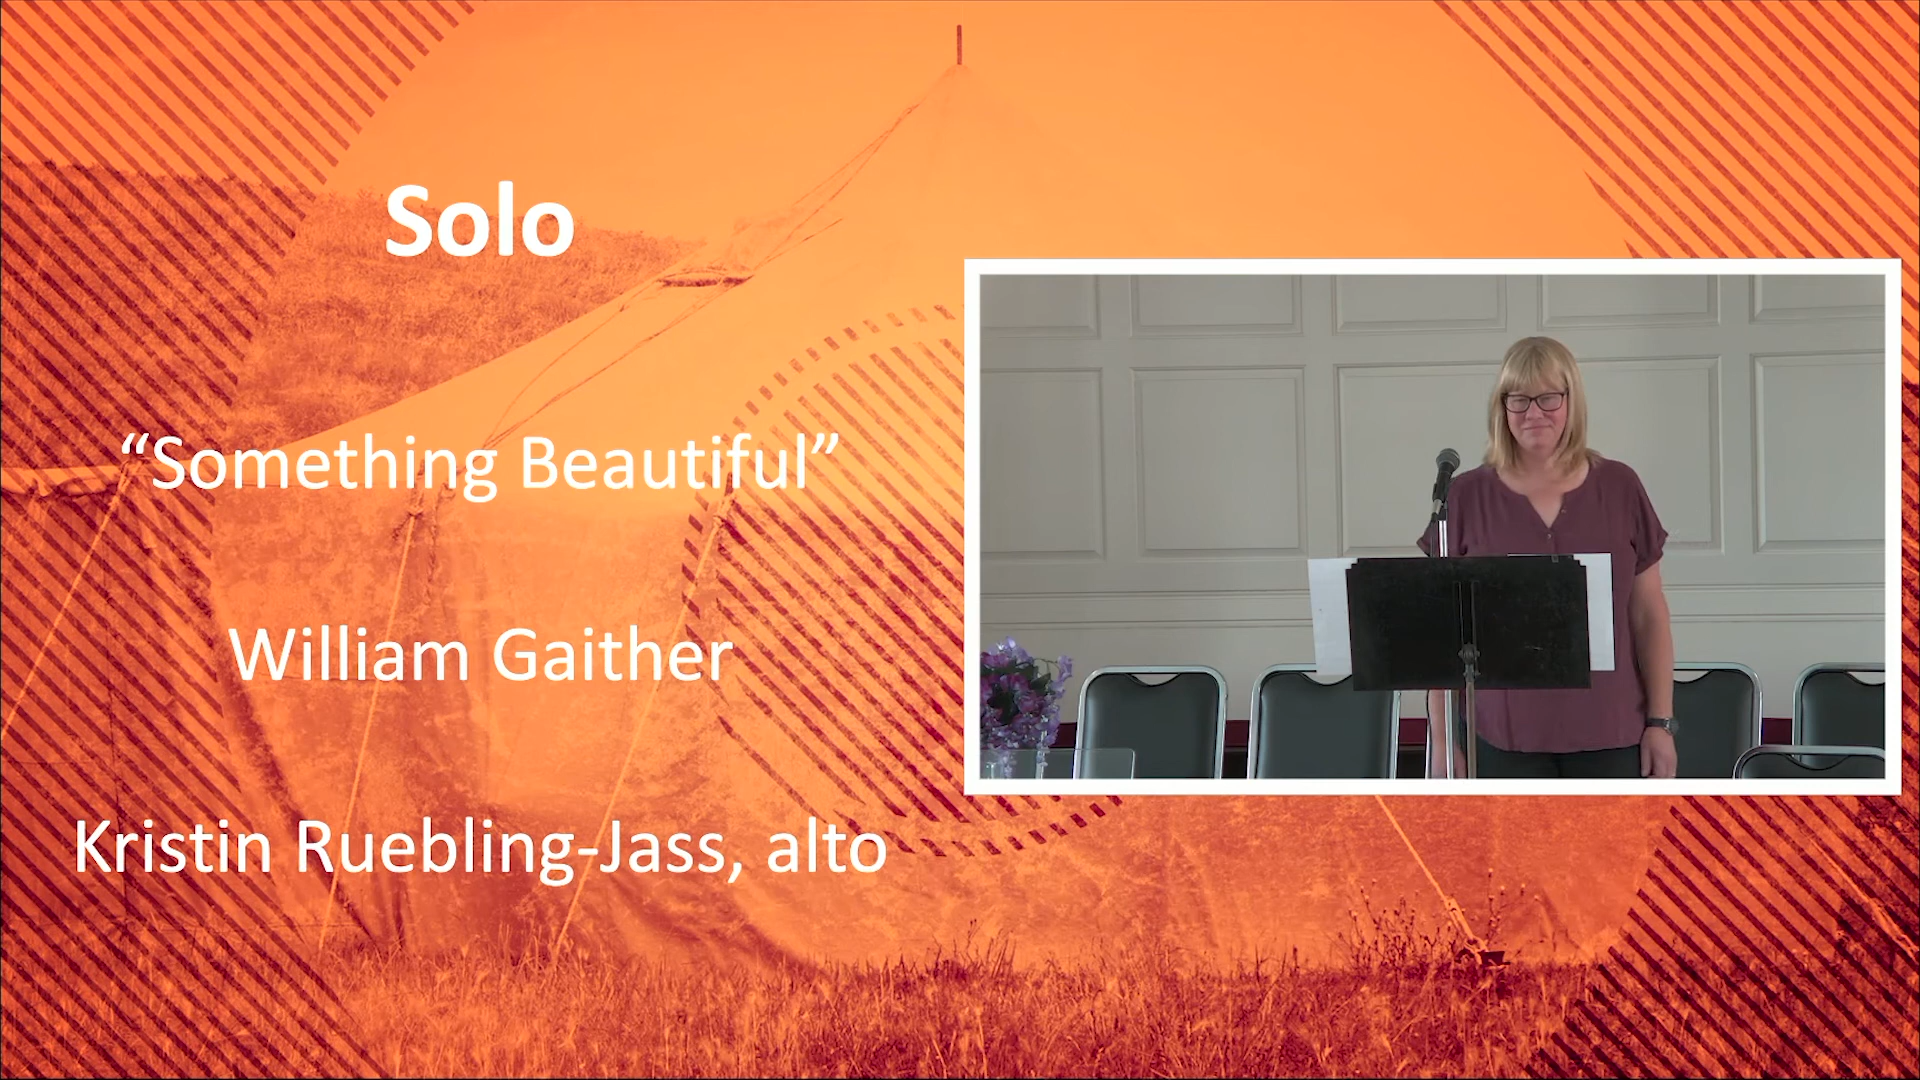 Solo
“Something Beautiful”
William Gaither
Kristin Ruebling-Jass, alto